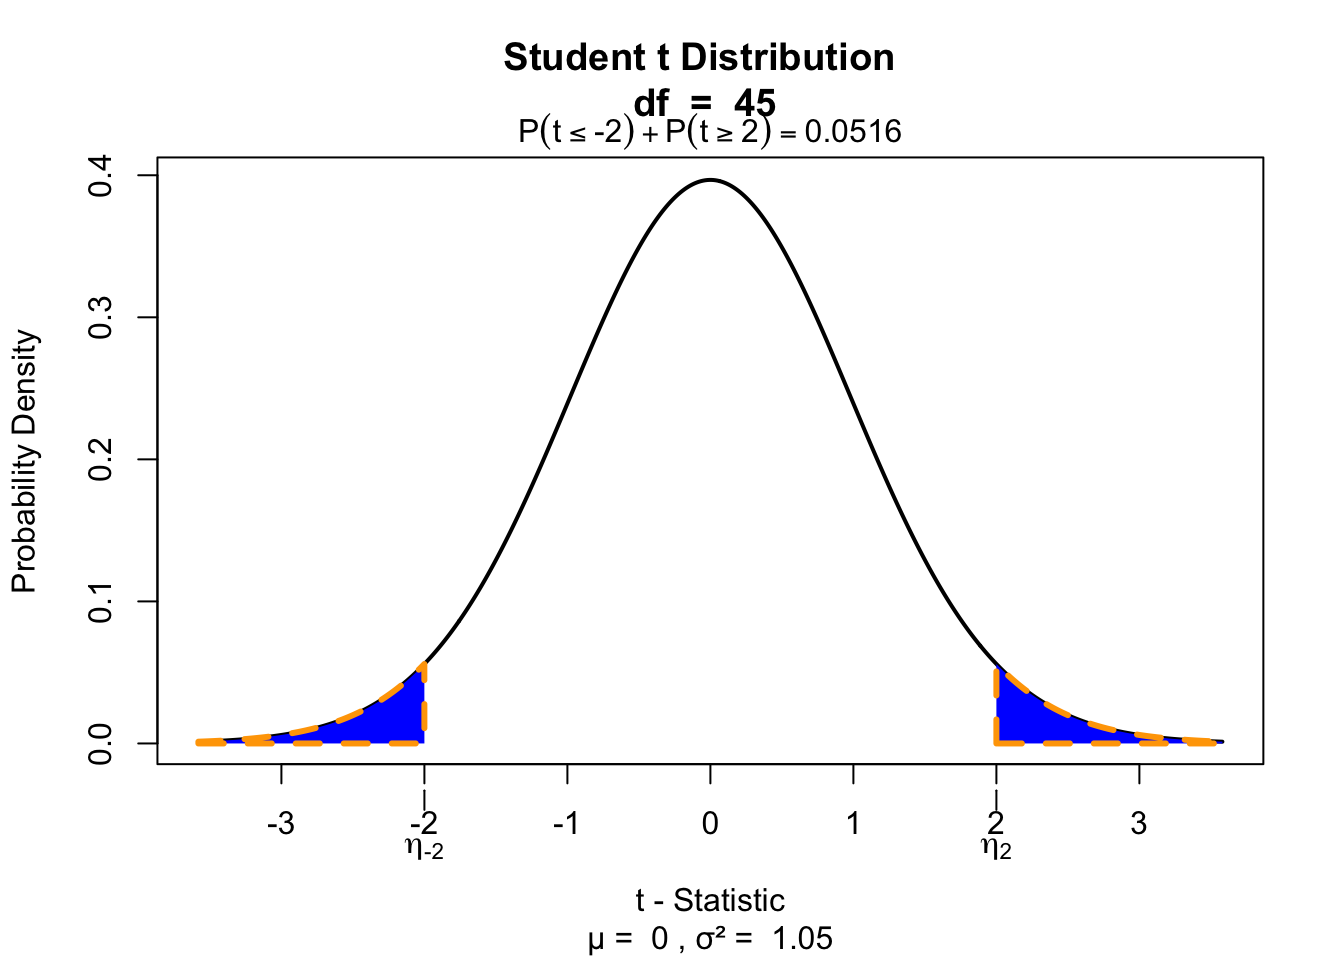 Student t Distribution
df = 45
P(t ≤ -2) + P(t ≥ 2) = 0.0516
Probability Density
0.4
0.3
0.2
0.1
0.0
-3 -2 -1 0 1 2 3
η-2 η2
t - Statistic
μ = 0 , σ² = 1.05